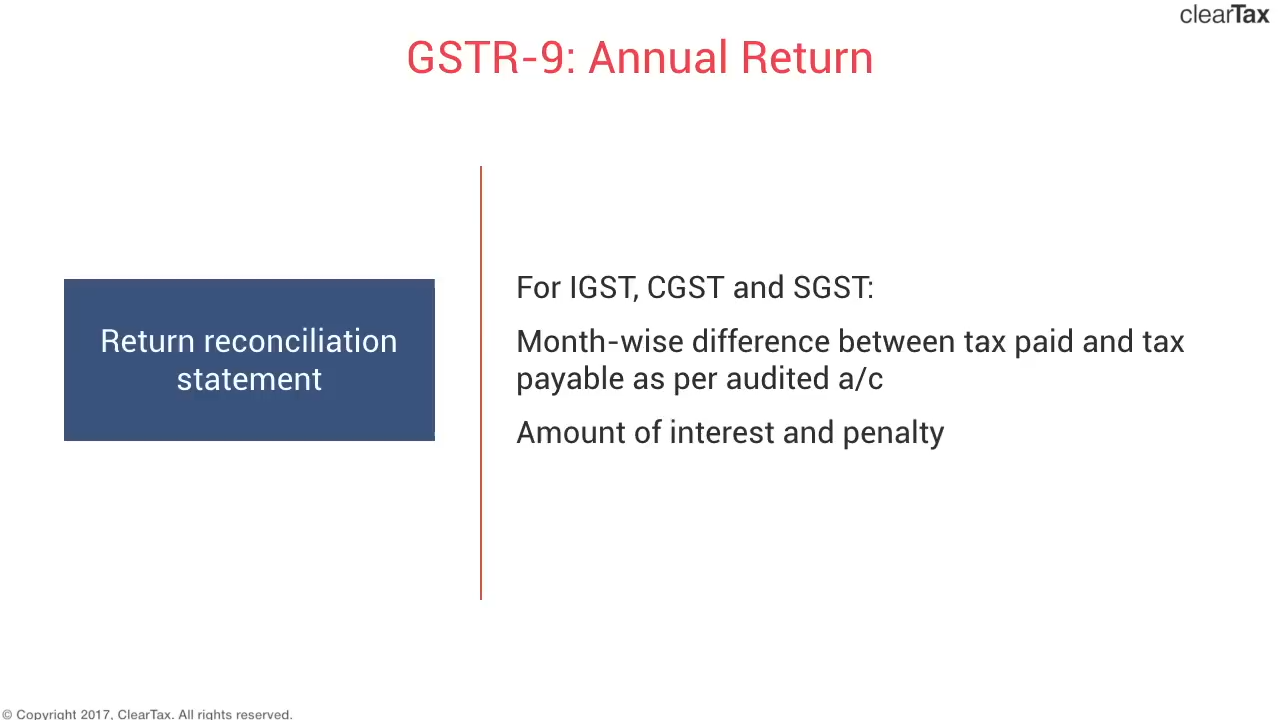 clearTax
GSTR-9: Annual Return
Return reconciliation
statement
For IGST, CGST and SGST:
Month-wise difference between tax paid and tax
payable as per audited a/c
Amount of interest and penalty
© Copyright 2017, ClearTax. All rights reserved.